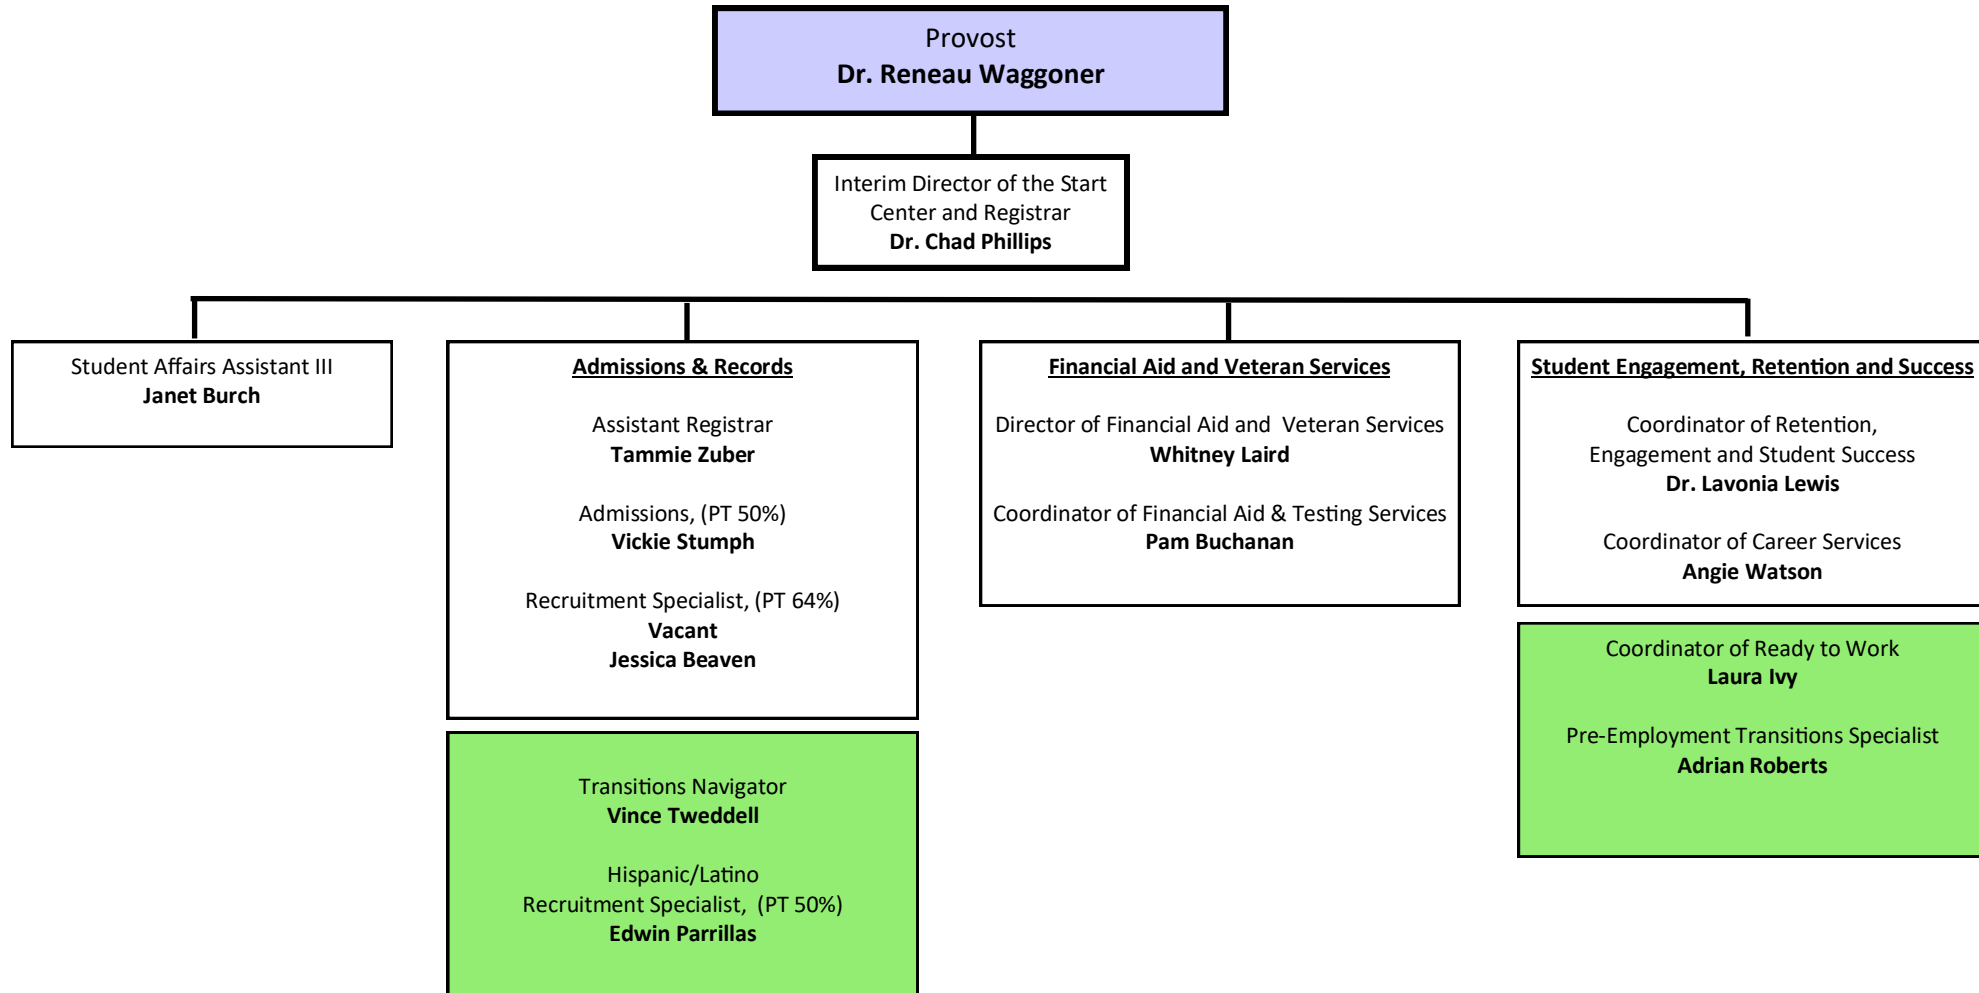 Provost
Dr. Reneau Waggoner
Interim Director of the Start
Center and Registrar
Dr. Chad Phillips
Student Affairs Assistant III
Janet Burch
Admissions & Records
Assistant Registrar
Tammie Zuber
Admissions, (PT 50%)
Vickie Stumph
Recruitment Specialist, (PT 64%)
Vacant
Jessica Beaven
Transitions Navigator
Vince Tweddell
Hispanic/Latino
Recruitment Specialist, (PT 50%)
Edwin Parrillas
Financial Aid and Veteran Services
Director of Financial Aid and Veteran Services
Whitney Laird
Coordinator of Financial Aid & Testing Services
Pam Buchanan
Student Engagement, Retention and Success
Coordinator of Retention,
Engagement and Student Success
Dr. Lavonia Lewis
Coordinator of Career Services
Angie Watson
Coordinator of Ready to Work
Laura Ivy
Pre-Employment Transitions Specialist
Adrian Roberts